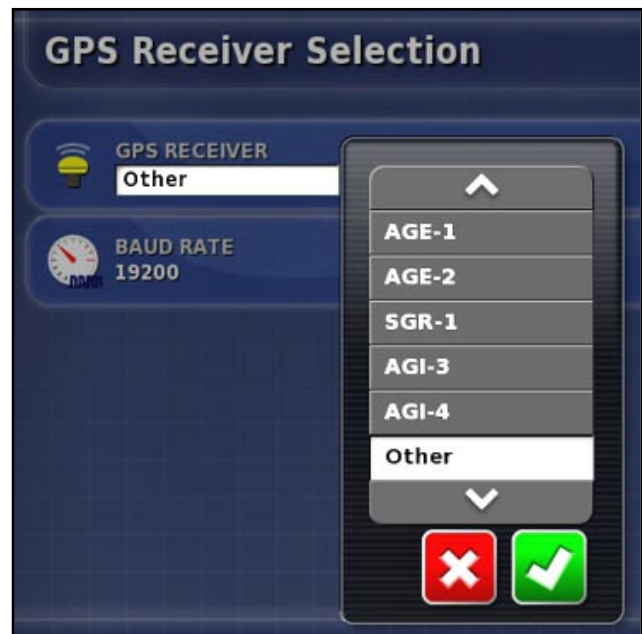 GPS Receiver Selection
GPS RECEIVER
Other
BAUD RATE
19200
AGE-1
AGE-2
SGR-1
AGI-3
AGI-4
Other